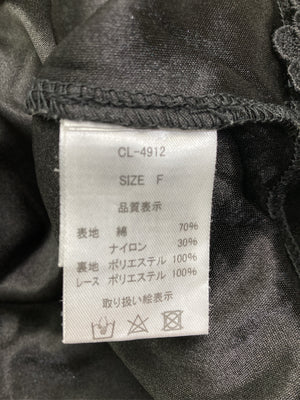 CL-4912
SIZE F
品質表示
表地 綿 70%
ナイロン 30%
裏地 ポリエステル 100%
レース ポリエステル 100%
取り扱い絵表示